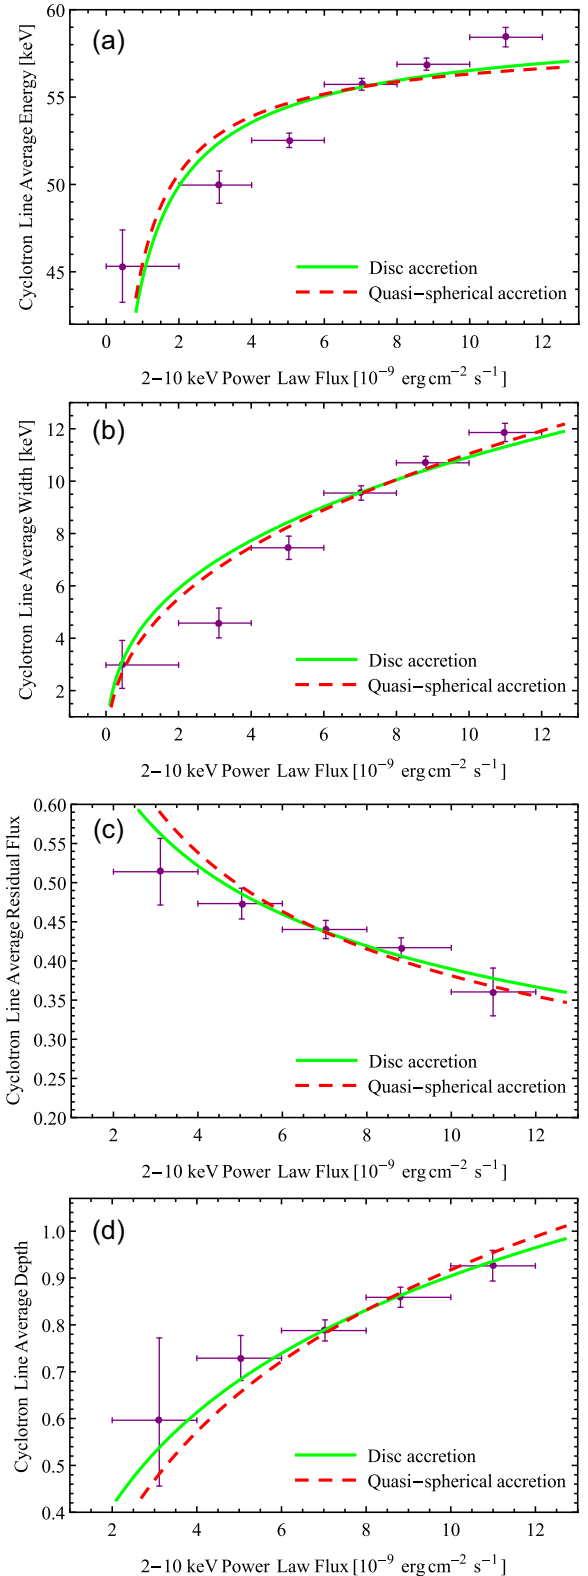 (a)
Cyclotron Line Average Energy [keV]
60
55
50
45
Disc accretion
Quasi−spherical accretion
0 2 4 6 8 10 12
2−10 keV Power Law Flux [10⁻⁹ erg cm⁻² s⁻¹]
(b)
Cyclotron Line Average Width [keV]
12
10
8
6
4
2
Disc accretion
Quasi−spherical accretion
0 2 4 6 8 10 12
2−10 keV Power Law Flux [10⁻⁹ erg cm⁻² s⁻¹]
(c)
Cyclotron Line Average Residual Flux
0.60
0.55
0.50
0.45
0.40
0.35
0.30
0.25
0.20
Disc accretion
Quasi−spherical accretion
2 4 6 8 10 12
2−10 keV Power Law Flux [10⁻⁹ erg cm⁻² s⁻¹]
(d)
Cyclotron Line Average Depth
1.0
0.9
0.8
0.7
0.6
0.5
0.4
Disc accretion
Quasi−spherical accretion
2 4 6 8 10 12
2−10 keV Power Law Flux [10⁻⁹ erg cm⁻² s⁻¹]